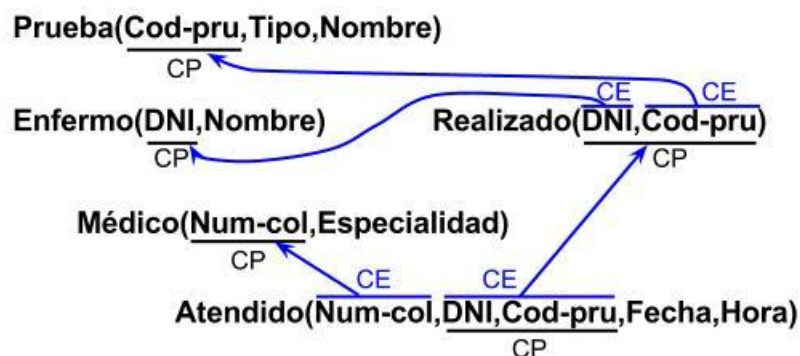 Prueba(Cod-pru,Tipo,Nombre)
CP
CE CE
Enfermo(DNI,Nombre) Realizado(DNI,Cod-pru)
CP CP
Médico(Num-col,Especialidad)
CP
CE CE
Atendido(Num-col,DNI,Cod-pru,Fecha,Hora)
CP